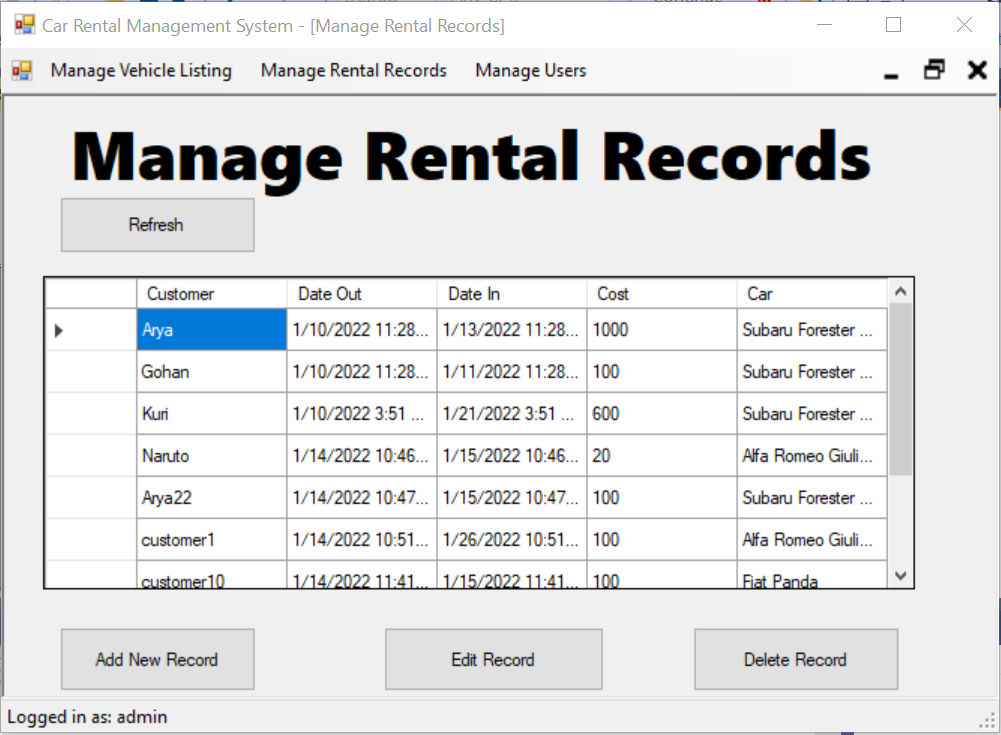 Car Rental Management System - [Manage Rental Records]
Manage Vehicle Listing Manage Rental Records Manage Users
Manage Rental Records
Refresh
Customer Date Out Date In Cost Car
Arya 1/10/2022 11:28... 1/13/2022 11:28... 1000 Subaru Forester ...
Gohan 1/10/2022 11:28... 1/11/2022 11:28... 100 Subaru Forester ...
Kuri 1/10/2022 3:51 ... 1/21/2022 3:51 ... 600 Subaru Forester ...
Naruto 1/14/2022 10:46... 1/15/2022 10:46... 20 Alfa Romeo Giuli...
Arya22 1/14/2022 10:47... 1/15/2022 10:47... 100 Subaru Forester ...
customer1 1/14/2022 10:51... 1/26/2022 10:51... 100 Alfa Romeo Giuli...
customer10 1/14/2022 11:41... 1/15/2022 11:41... 100 Fiat Panda
Add New Record Edit Record Delete Record
Logged in as: admin